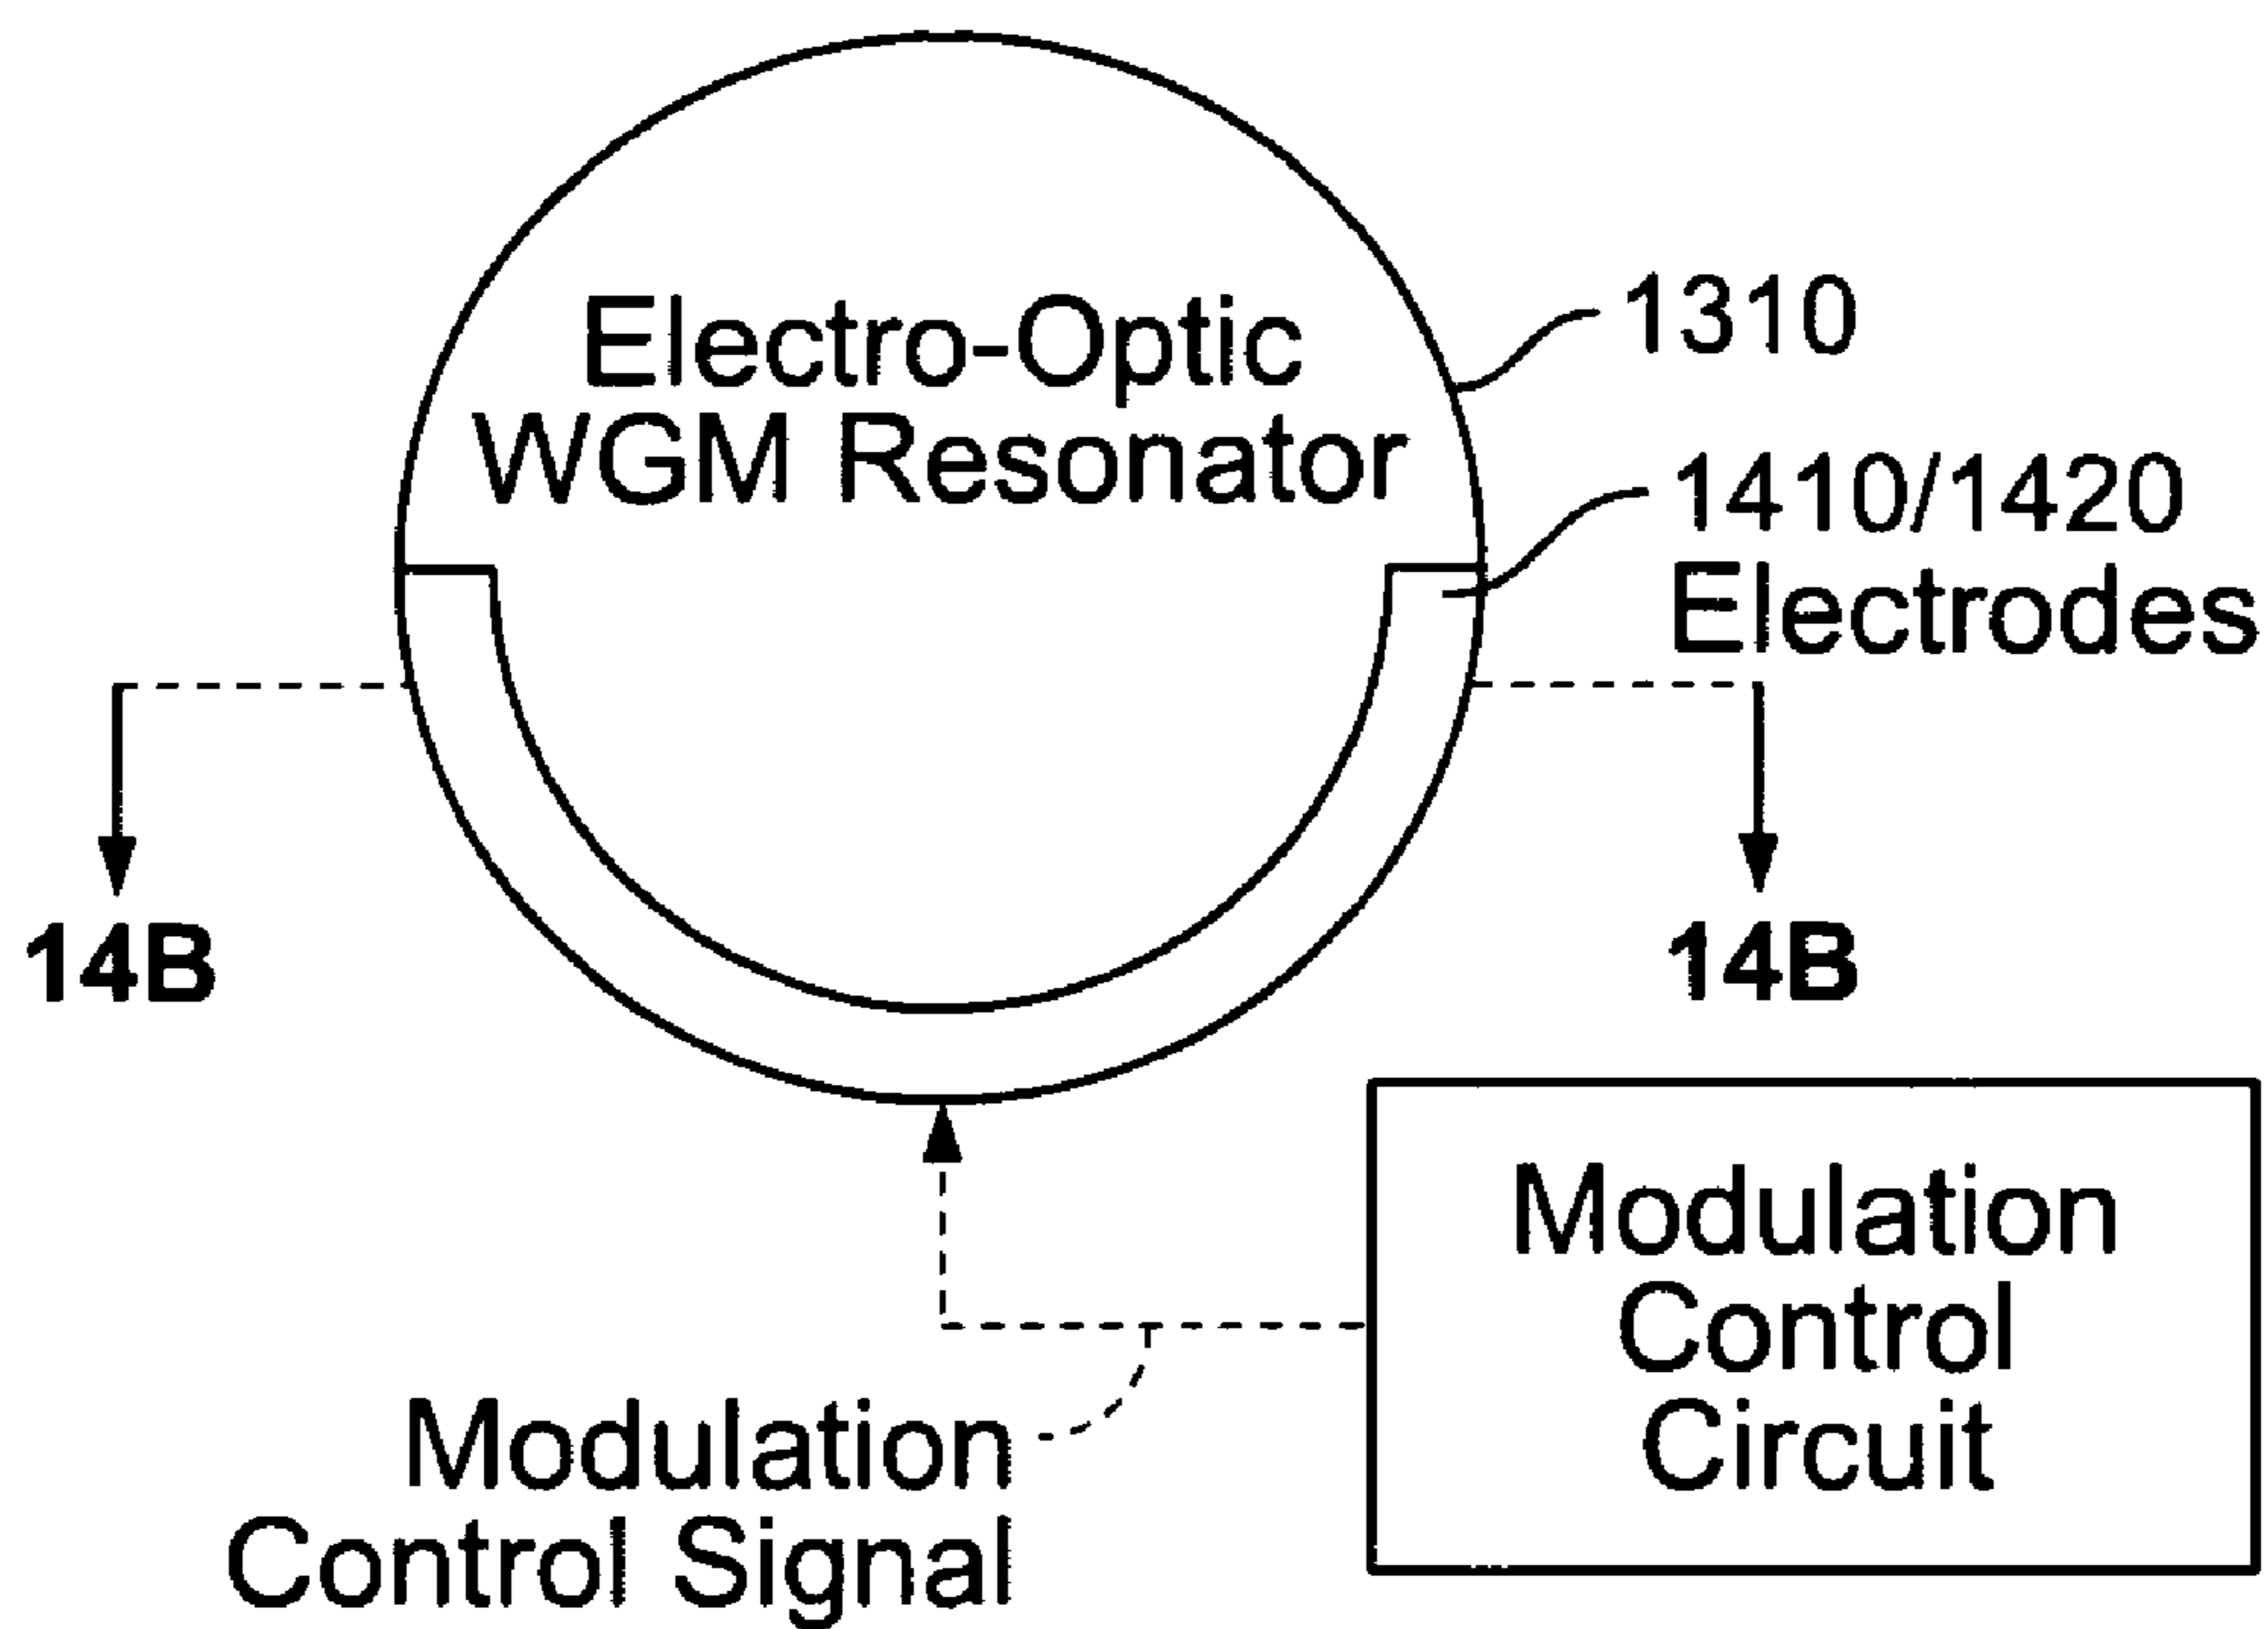 Electro-Optic
WGM Resonator
1310
1410/1420
Electrodes
14B
14B
Modulation
Control
Circuit
Modulation
Control Signal